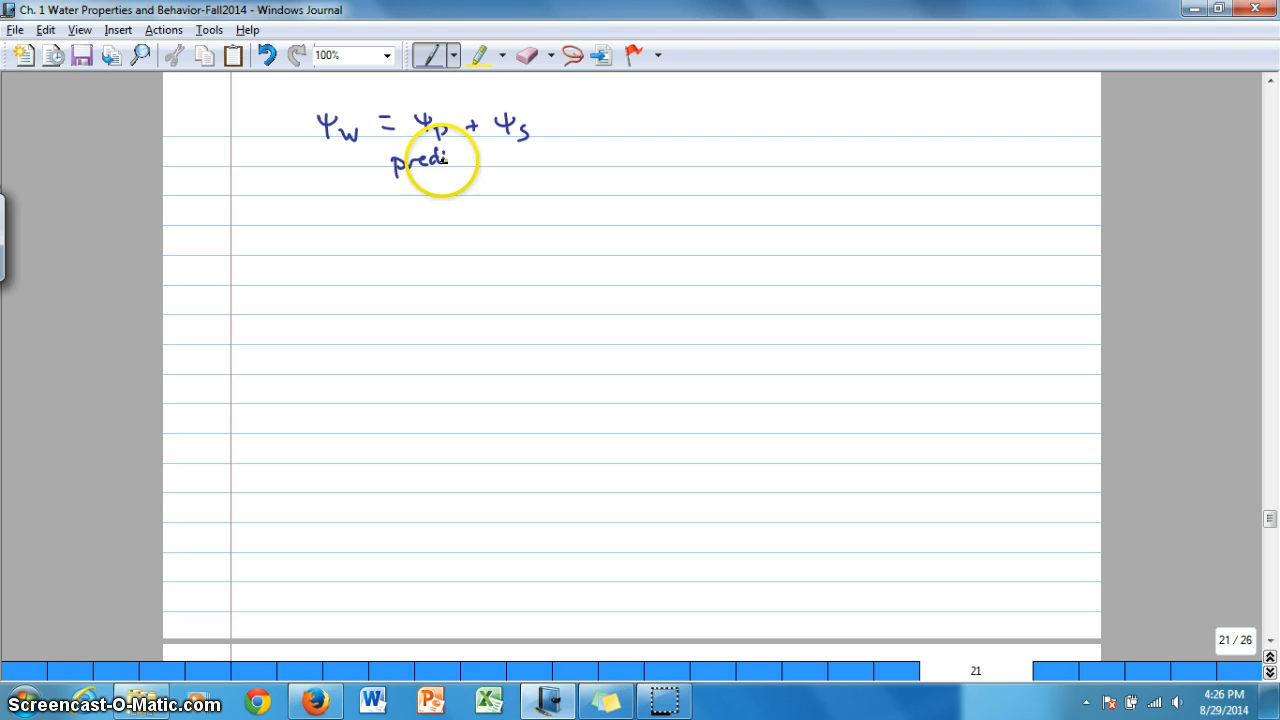 Ch. 1 Water Properties and Behavior-Fall2014 - Windows Journal
File Edit View Insert Actions Tools Help
100%
Ψw = Ψp + Ψs
predi
21 / 26
21
Screencast-O-Matic.com
4:26 PM
8/29/2014